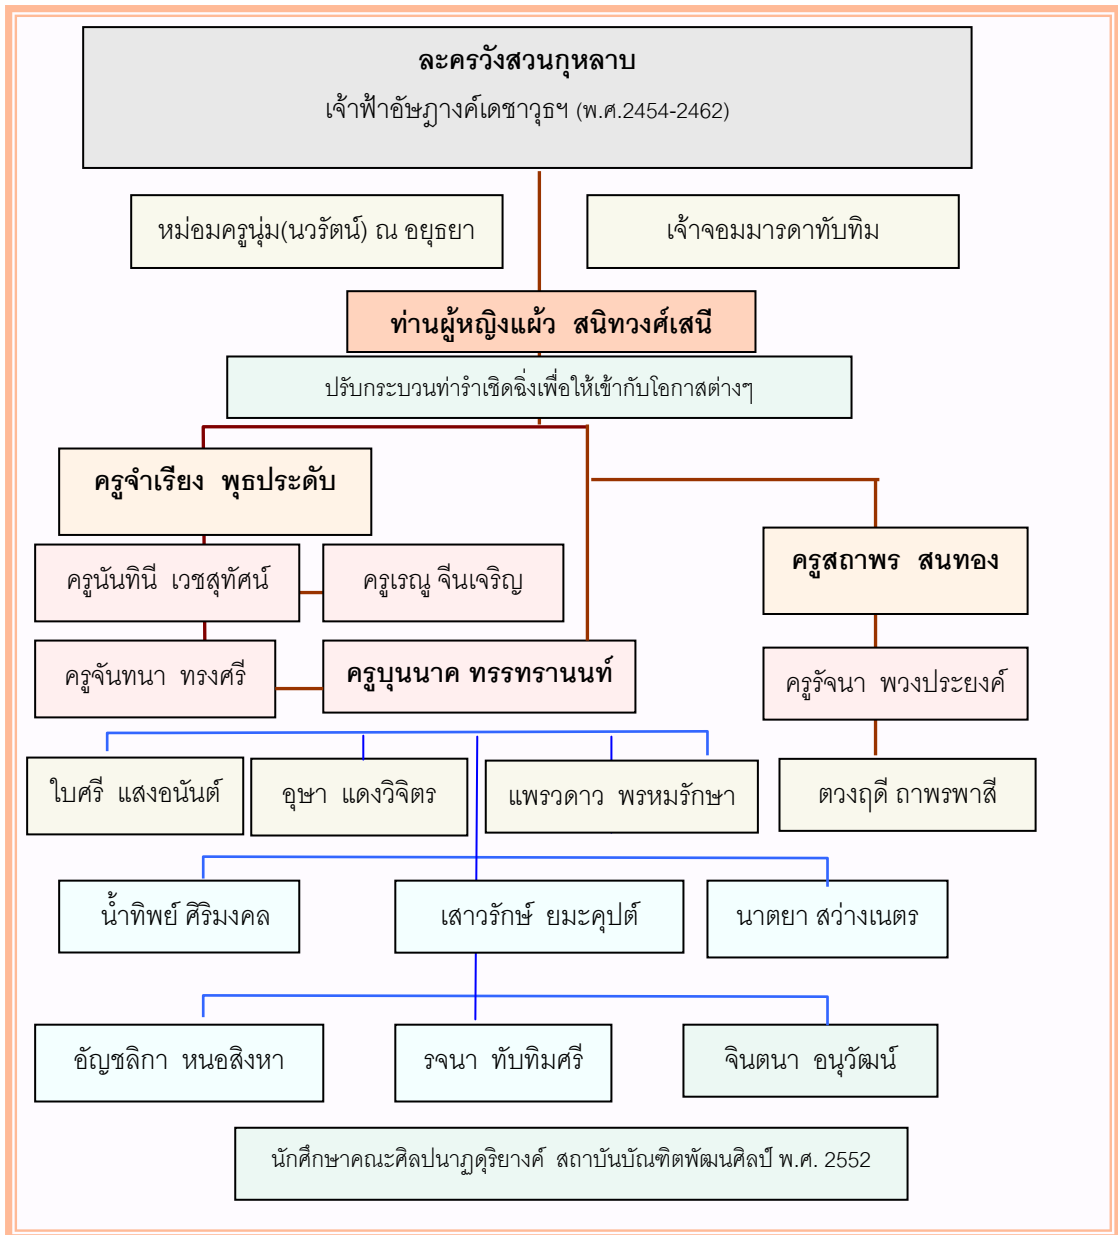 ละครวังสวนกุหลาบ
เจ้าฟ้าอัษฎางค์เดชาวุธฯ (พ.ศ.2454-2462)
หม่อมครูนุ่ม(นวรัตน์) ณ อยุธยา
เจ้าจอมมารดาทับทิม
ท่านผู้หญิงแผ้ว สนิทวงศ์เสนี
ปรับกระบวนท่ารำเชิดฉิ่งเพื่อให้เข้ากับโอกาสต่างๆ
ครูจำเรียง พุธประดับ
ครูสถาพร สนทอง
ครูนันทินี เวชสุทัศน์
ครูเรณู จีนเจริญ
ครูจันทนา ทรงศรี
ครูบุนนาค ทรรทรานนท์
ครูรัจนา พวงประยงค์
ใบศรี แสงอนันต์
อุษา แดงวิจิตร
แพรวดาว พรหมรักษา
ตวงฤดี ถาพรพาสี
น้ำทิพย์ ศิริมงคล
เสาวรักษ์ ยมะคุปต์
นาตยา สว่างเนตร
อัญชลิกา หนอสิงหา
รจนา ทับทิมศรี
จินตนา อนุวัฒน์
นักศึกษาคณะศิลปนาฏดุริยางค์ สถาบันบัณฑิตพัฒนศิลป์ พ.ศ. 2552